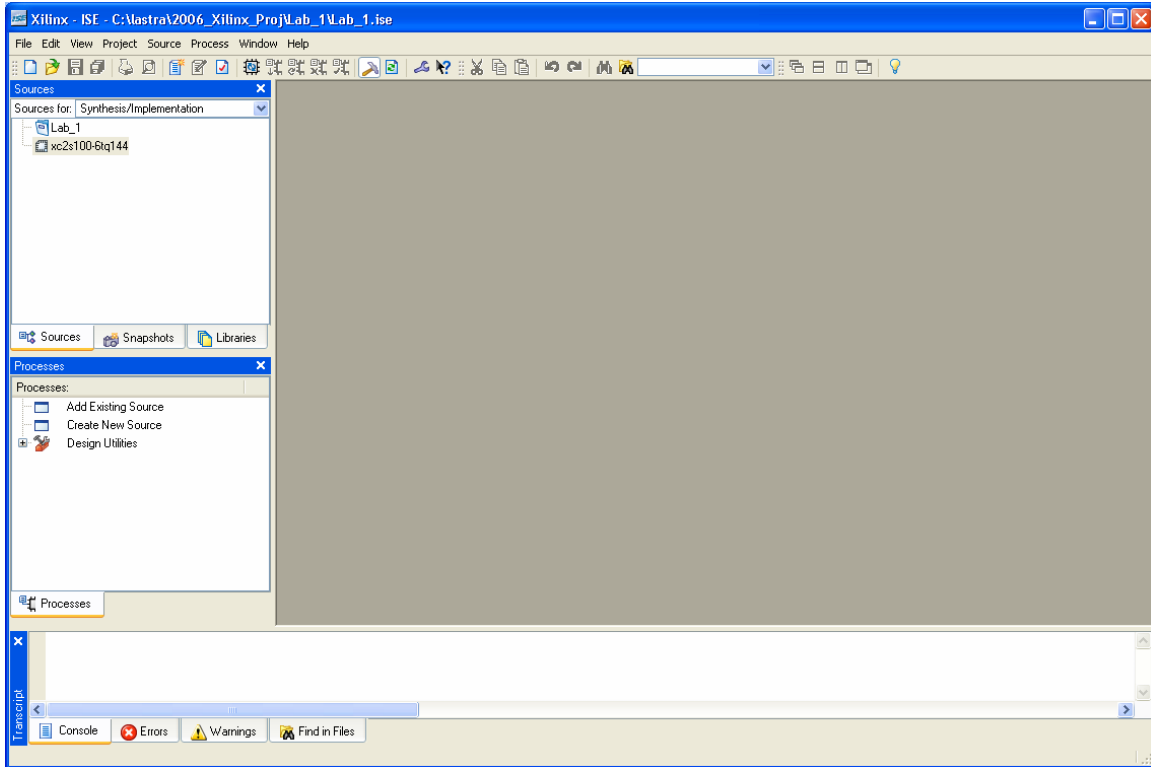 ISE Xilinx - ISE - C:\lastra\2006_Xilinx_Proj\Lab_1\Lab_1.ise
File Edit View Project Source Process Window Help
Sources
Sources for: Synthesis/Implementation
Lab_1
xc2s100-6tq144
Sources Snapshots Libraries
Processes
Processes:
Add Existing Source
Create New Source
Design Utilities
Processes
Transcript
Console Errors Warnings Find in Files